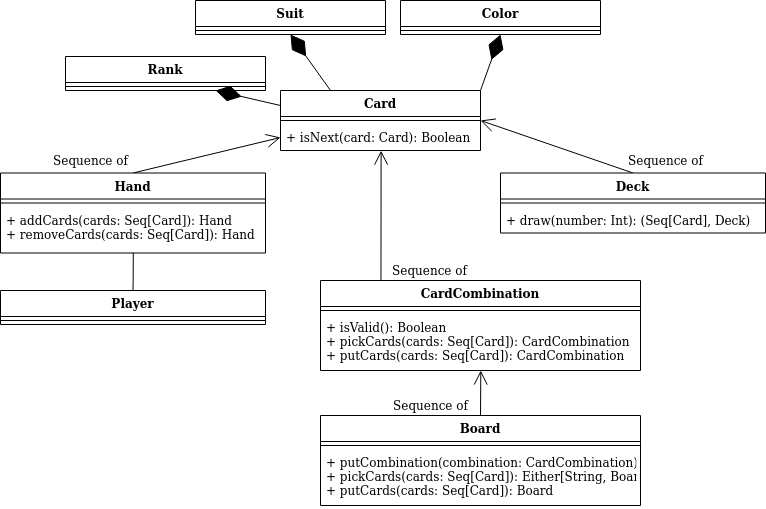 Suit
Color
Rank
Card
+ isNext(card: Card): Boolean
Sequence of
Sequence of
Hand
+ addCards(cards: Seq[Card]): Hand
+ removeCards(cards: Seq[Card]): Hand
Deck
+ draw(number: Int): (Seq[Card], Deck)
Player
Sequence of
CardCombination
+ isValid(): Boolean
+ pickCards(cards: Seq[Card]): CardCombination
+ putCards(cards: Seq[Card]): CardCombination
Sequence of
Board
+ putCombination(combination: CardCombination)
+ pickCards(cards: Seq[Card]): Either[String, Boar
+ putCards(cards: Seq[Card]): Board